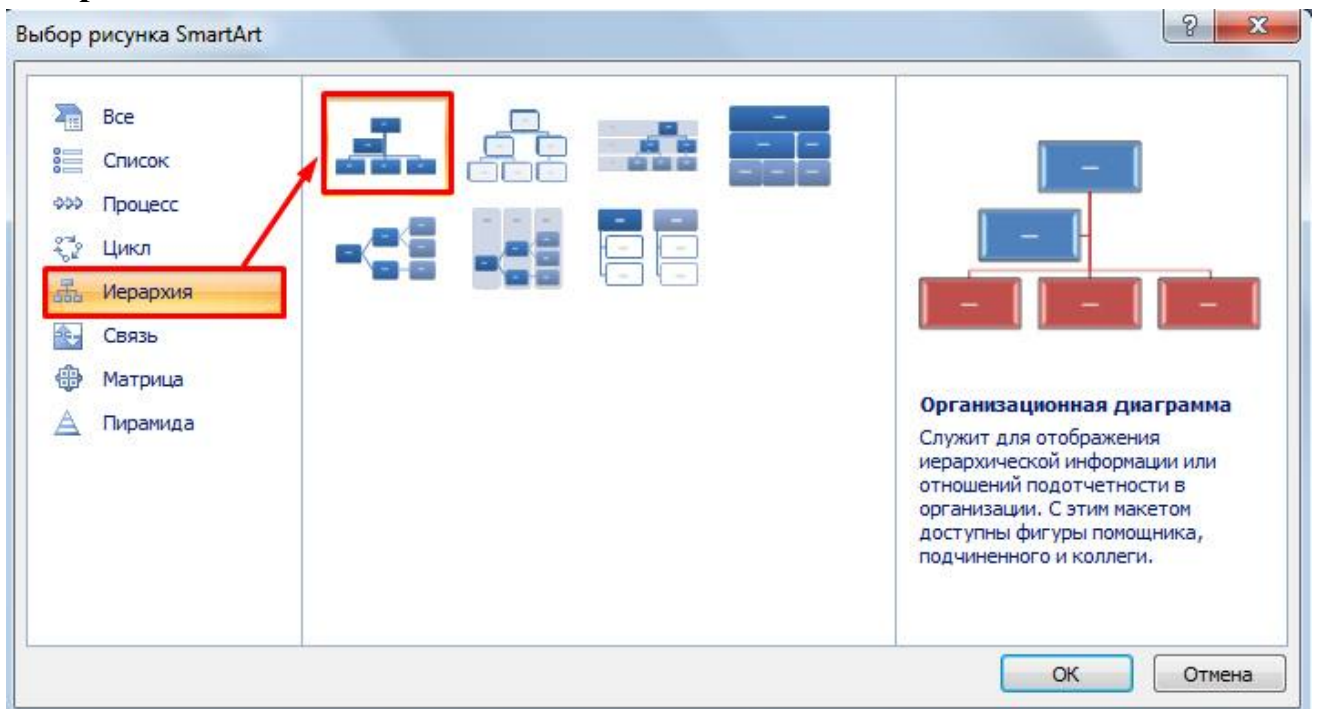 Выбор рисунка SmartArt
Все
Список
Процесс
Цикл
Иерархия
Связь
Матрица
Пирамида
Организационная диаграмма
Служит для отображения
иерархической информации или
отношений подотчетности в
организации. С этим макетом
доступны фигуры помощника,
подчиненного и коллеги.
ОК
Отмена